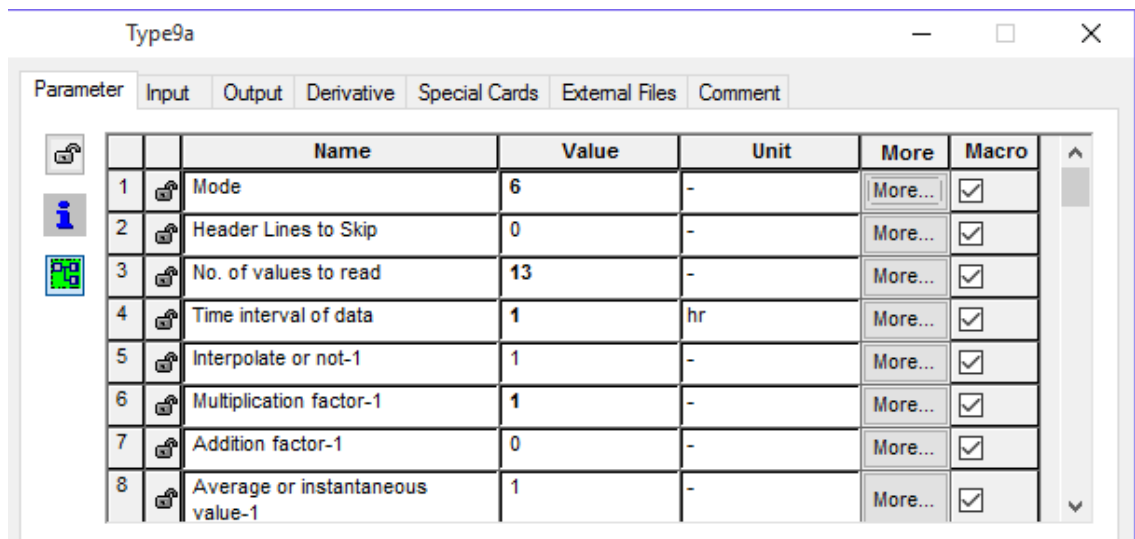 Type9a
Parameter Input Output Derivative Special Cards External Files Comment
Name Value Unit More Macro
1 Mode 6 - More...
2 Header Lines to Skip 0 - More...
3 No. of values to read 13 - More...
4 Time interval of data 1 hr More...
5 Interpolate or not-1 1 - More...
6 Multiplication factor-1 1 - More...
7 Addition factor-1 0 - More...
8 Average or instantaneous 1 - More...
value-1